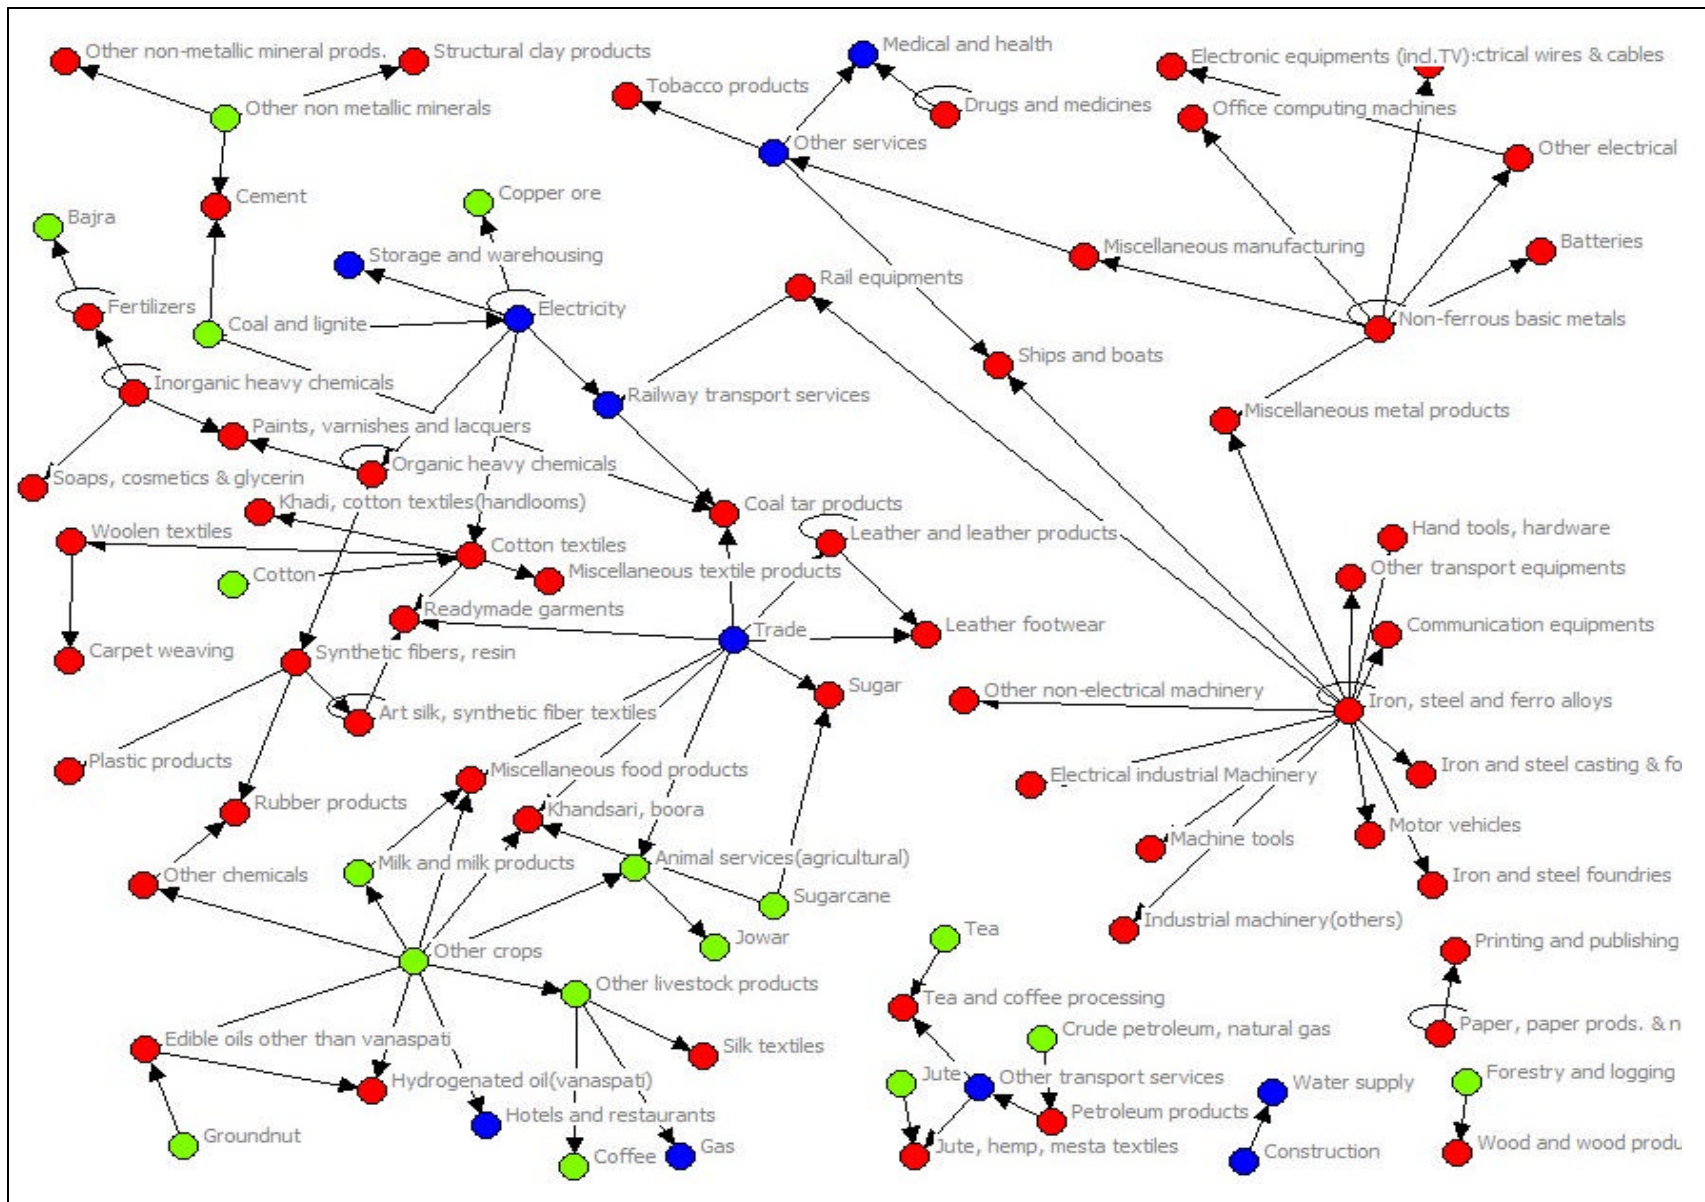 Other non-metallic mineral prods.
Structural clay products
Medical and health
Electronic equipments (incl.TV)
ctrical wires & cables
Tobacco products
Drugs and medicines
Office computing machines
Other non metallic minerals
Other services
Other electrical
Cement
Copper ore
Bajra
Storage and warehousing
Miscellaneous manufacturing
Batteries
Rail equipments
Fertilizers
Electricity
Coal and lignite
Non-ferrous basic metals
Ships and boats
Inorganic heavy chemicals
Railway transport services
Miscellaneous metal products
Paints, varnishes and lacquers
Organic heavy chemicals
Soaps, cosmetics & glycerin
Khadi, cotton textiles(handlooms)
Coal tar products
Woolen textiles
Leather and leather products
Hand tools, hardware
Cotton textiles
Cotton
Miscellaneous textile products
Other transport equipments
Readymade garments
Trade
Leather footwear
Communication equipments
Carpet weaving
Synthetic fibers, resin
Sugar
Other non-electrical machinery
Iron, steel and ferro alloys
Art silk, synthetic fiber textiles
Plastic products
Miscellaneous food products
Electrical industrial Machinery
Iron and steel casting & fo
Rubber products
Khandsari, boora
Machine tools
Motor vehicles
Other chemicals
Milk and milk products
Animal services(agricultural)
Sugarcane
Iron and steel foundries
Industrial machinery(others)
Jowar
Tea
Printing and publishing
Other crops
Other livestock products
Tea and coffee processing
Crude petroleum, natural gas
Paper, paper prods. & n
Edible oils other than vanaspati
Silk textiles
Hydrogenated oil(vanaspati)
Jute
Other transport services
Water supply
Forestry and logging
Hotels and restaurants
Petroleum products
Groundnut
Coffee
Gas
Jute, hemp, mesta textiles
Construction
Wood and wood produ